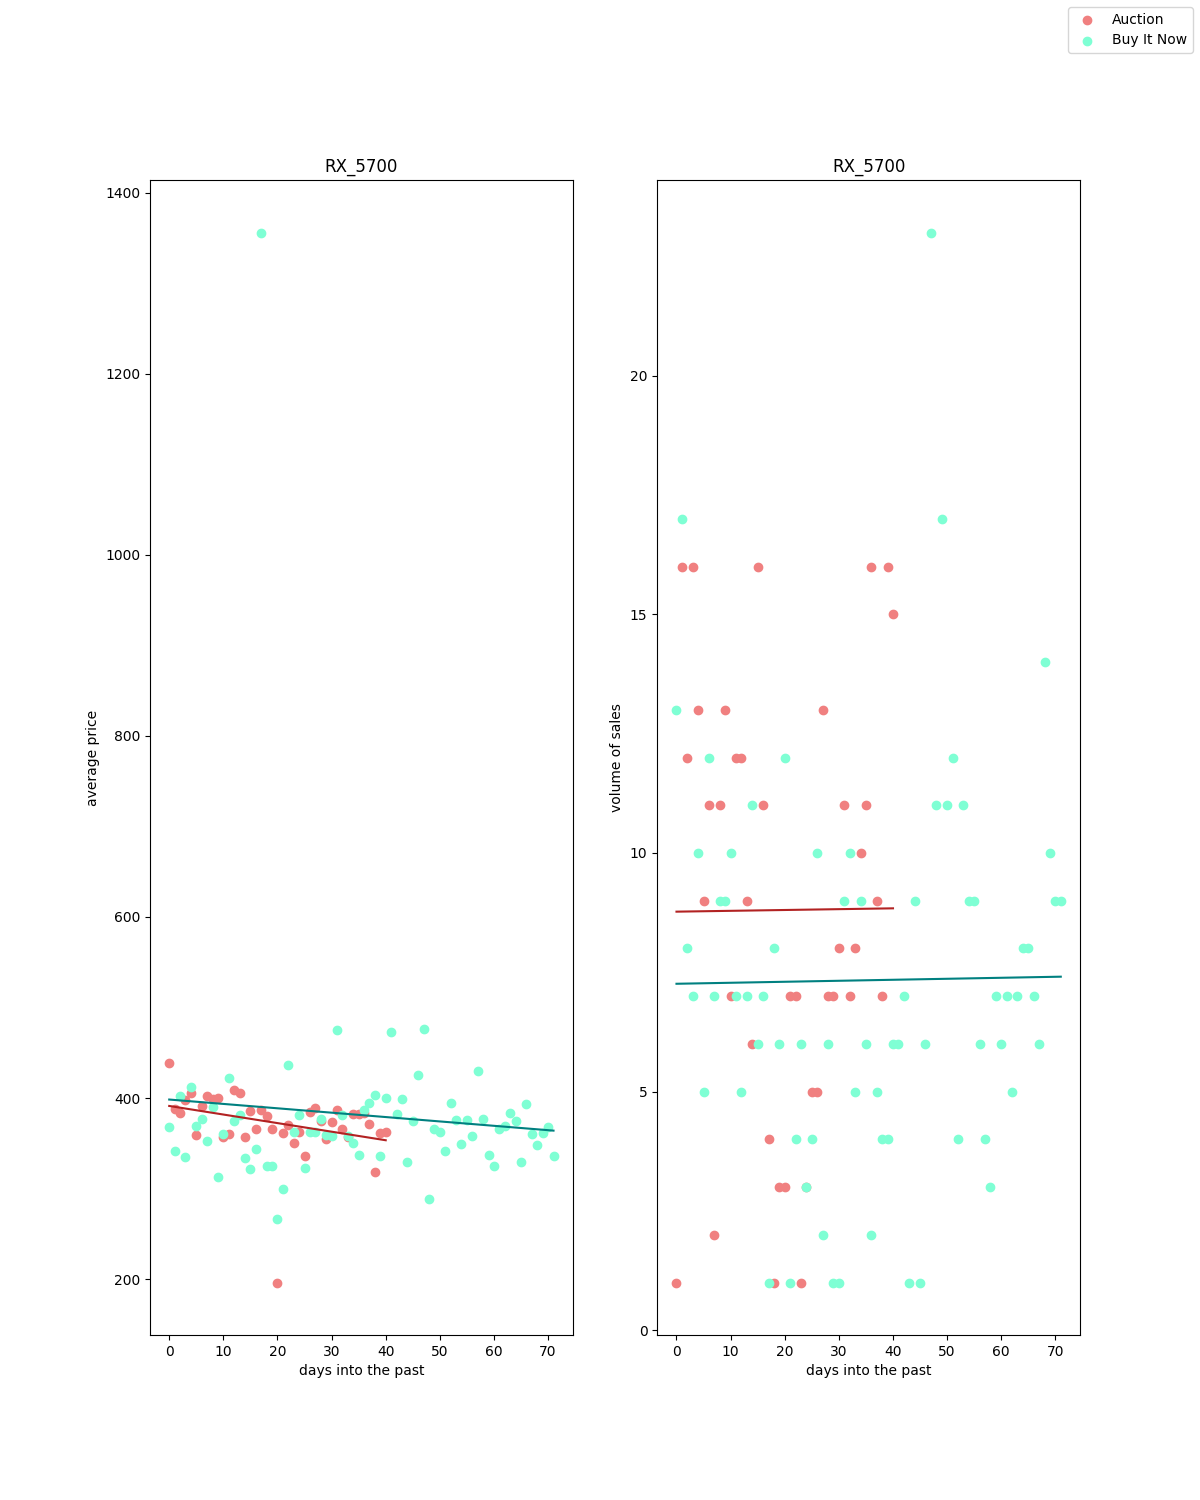 Auction
Buy It Now
RX_5700
1400
1200
1000
800
600
400
200
average price
0 10 20 30 40 50 60 70
days into the past
RX_5700
20
15
10
5
0
volume of sales
0 10 20 30 40 50 60 70
days into the past